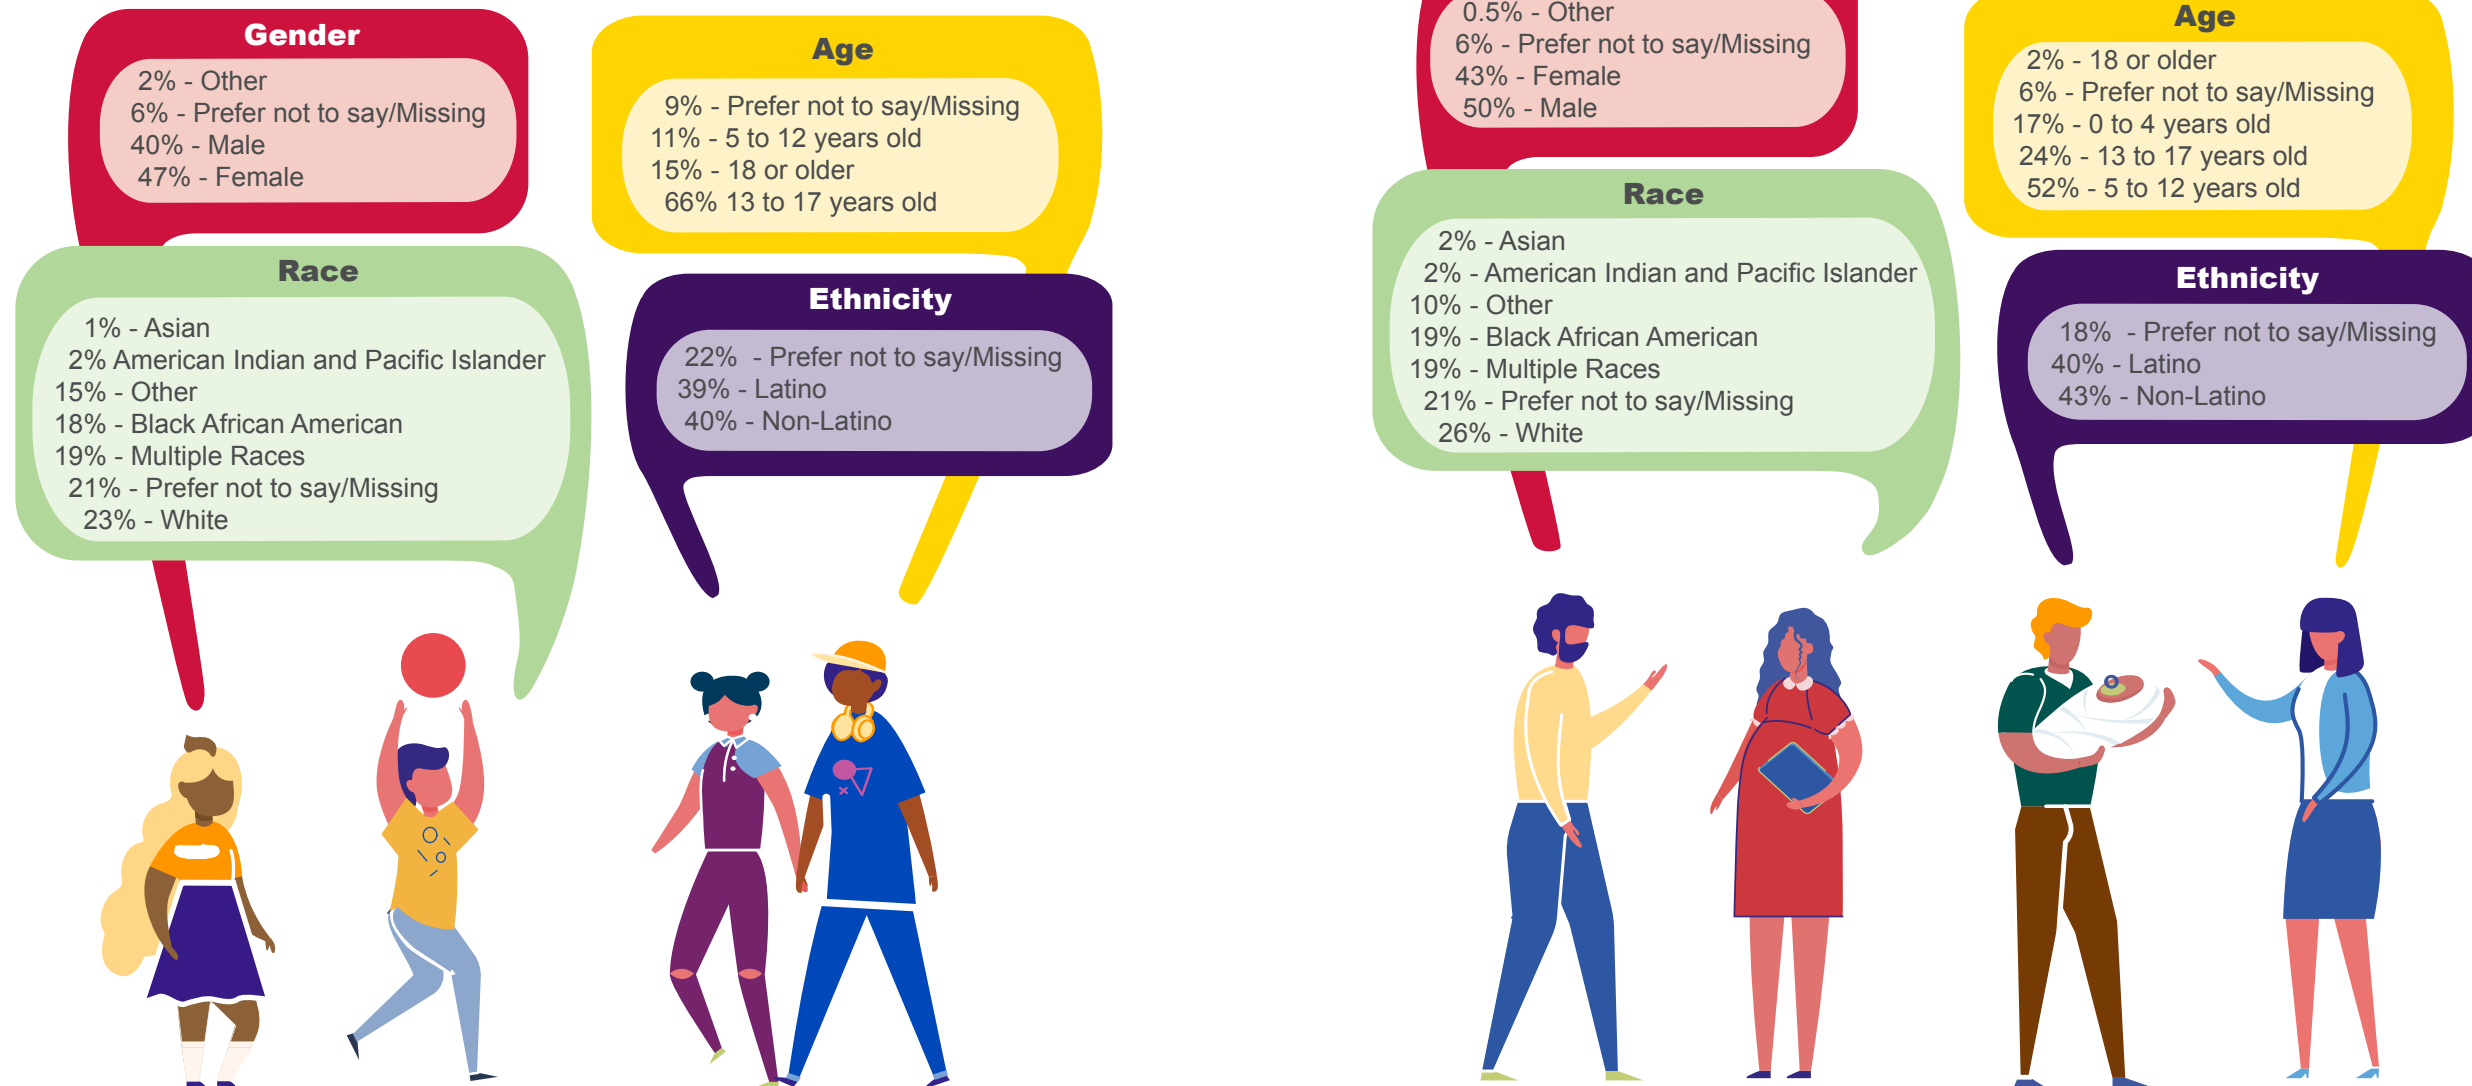 Gender
2% - Other
6% - Prefer not to say/Missing
40% - Male
47% - Female
Age
9% - Prefer not to say/Missing
11% - 5 to 12 years old
15% - 18 or older
66% 13 to 17 years old
Race
1% - Asian
2% American Indian and Pacific Islander
15% - Other
18% - Black African American
19% - Multiple Races
21% - Prefer not to say/Missing
23% - White
Ethnicity
22% - Prefer not to say/Missing
39% - Latino
40% - Non-Latino
0.5% - Other
6% - Prefer not to say/Missing
43% - Female
50% - Male
Age
2% - 18 or older
6% - Prefer not to say/Missing
17% - 0 to 4 years old
24% - 13 to 17 years old
52% - 5 to 12 years old
Race
2% - Asian
2% - American Indian and Pacific Islander
10% - Other
19% - Black African American
19% - Multiple Races
21% - Prefer not to say/Missing
26% - White
Ethnicity
18% - Prefer not to say/Missing
40% - Latino
43% - Non-Latino